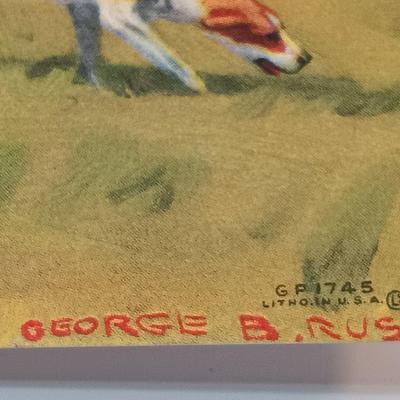 GP1745
LITHO. IN U.S.A.
GEORGE B. RUS